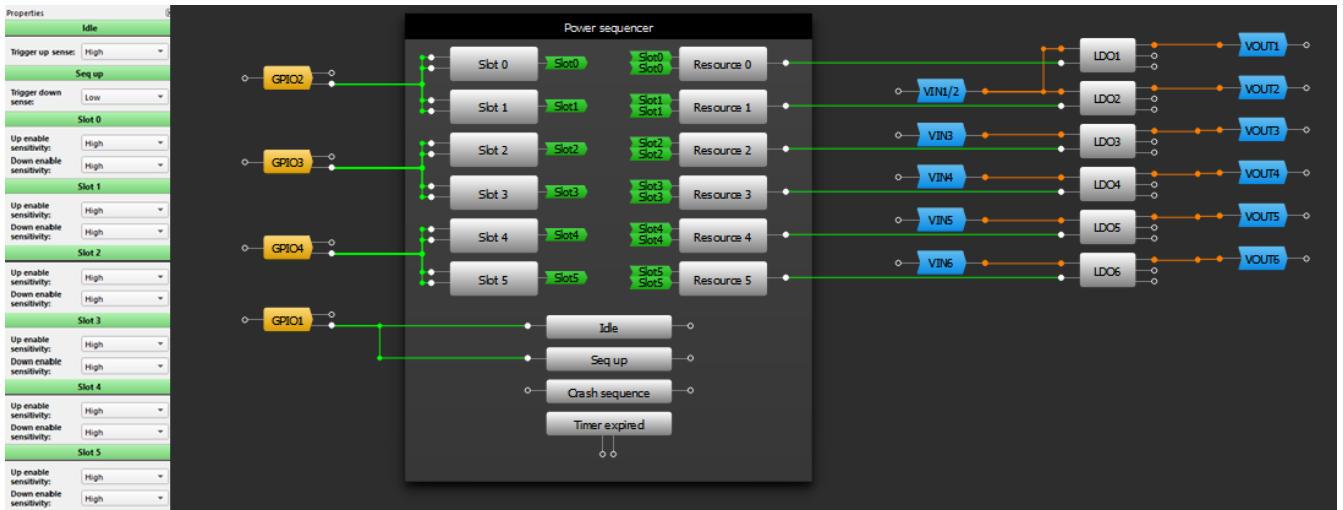 Properties
Idle
Trigger up sense: High
Seq up
Trigger down sense: Low
Slot 0
Up enable sensitivity: High
Down enable sensitivity: High
Slot 1
Up enable sensitivity: High
Down enable sensitivity: High
Slot 2
Up enable sensitivity: High
Down enable sensitivity: High
Slot 3
Up enable sensitivity: High
Down enable sensitivity: High
Slot 4
Up enable sensitivity: High
Down enable sensitivity: High
Slot 5
Up enable sensitivity: High
Down enable sensitivity: High
Power sequencer
GPIO2
GPIO3
GPIO4
GPIO1
Slot 0
Slot0
Slot0
Slot0
Resource 0
Slot 1
Slot1
Slot1
Slot1
Resource 1
Slot 2
Slot2
Slot2
Slot2
Resource 2
Slot 3
Slot3
Slot3
Slot3
Resource 3
Slot 4
Slot4
Slot4
Slot4
Resource 4
Slot 5
Slot5
Slot5
Slot5
Resource 5
Idle
Seq up
Crash sequence
Timer expired
VIN1/2
VIN3
VIN4
VIN5
VIN6
LDO1
LDO2
LDO3
LDO4
LDO5
LDO6
VOUT1
VOUT2
VOUT3
VOUT4
VOUT5
VOUT6